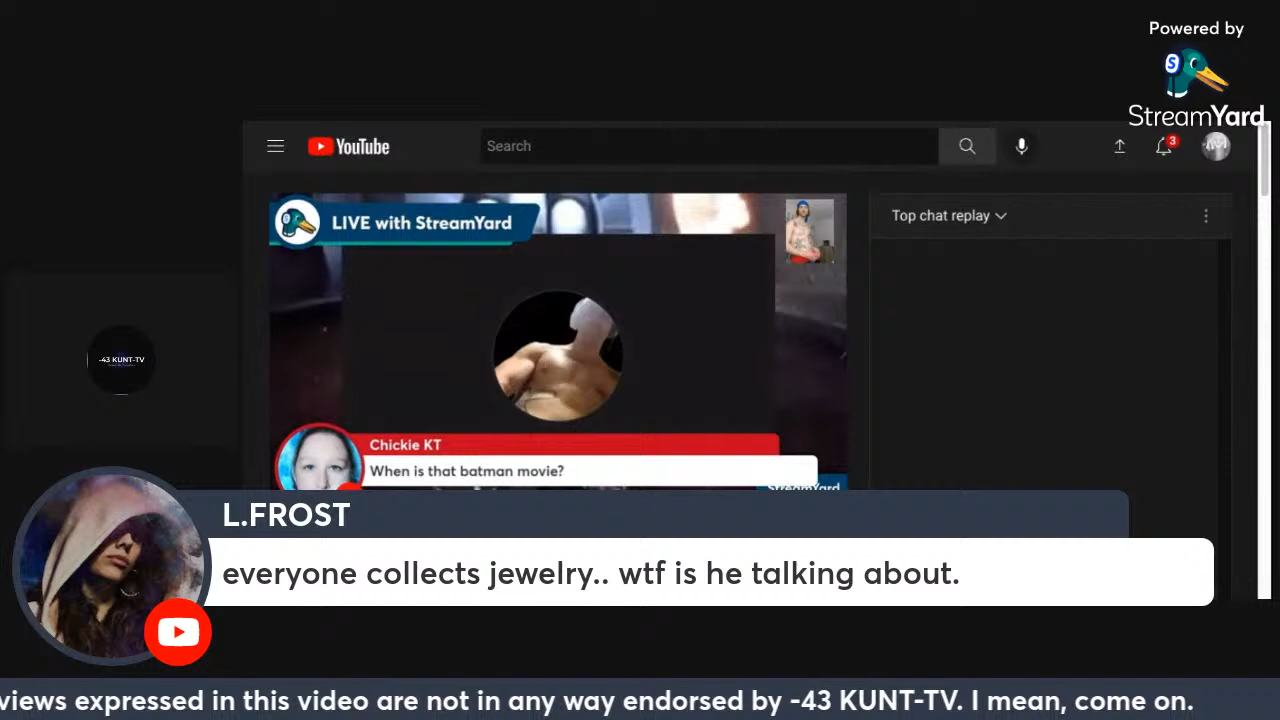 Powered by
StreamYard
YouTube
Search
3
LIVE with StreamYard
Top chat replay
-43 KUNT-TV
Chickie KT
When is that batman movie?
StreamYard
L.FROST
everyone collects jewelry.. wtf is he talking about.
views expressed in this video are not in any way endorsed by -43 KUNT-TV. I mean, come on.